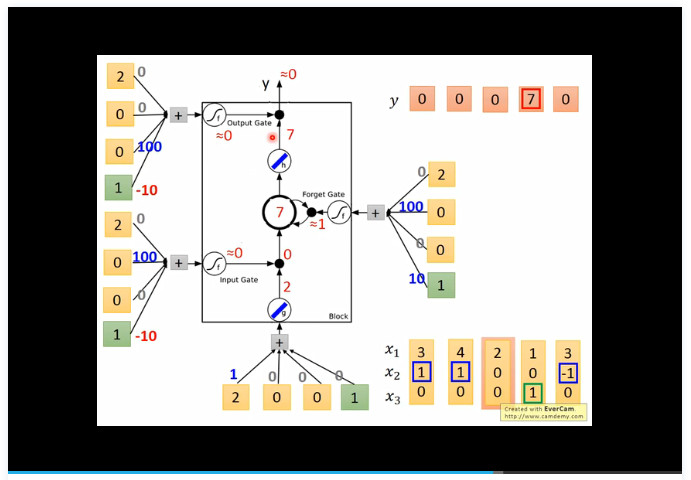 y ≈0
2 0
0 0
0 100
1 -10
+
f
Output Gate
≈0
7
h
y 0 0 0 7 0
Forget Gate
7
≈1
f
+
0 2
100 0
0 0
10 1
2 0
0 100
0 0
1 -10
+
f
≈0
Input Gate
0
2
g
Block
+
1 0 0 0
2 0 0 1
x₁ 3 4 2 1 3
x₂ 1 1 0 0 -1
x₃ 0 0 0 1 0
Created with EverCam.
http://www.camdemy.com